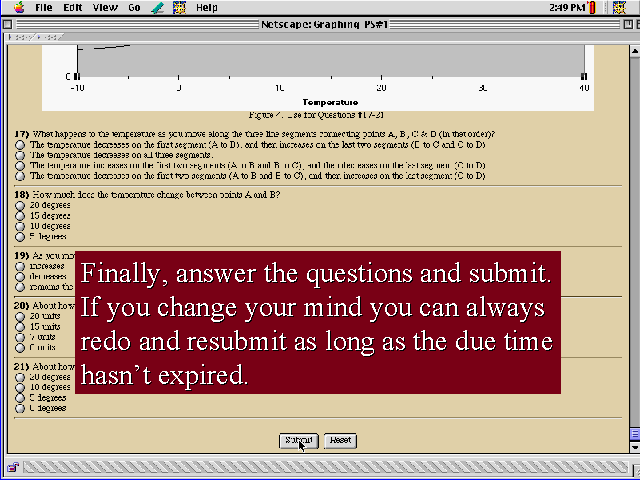 File Edit View Go Help
2:49 PM
Netscape: Graphing PS#1
0
-10 0 10 20 30 40
Temperature
Figure 4. Use for Questions #17-21
17) What happens to the temperature as you move along the three line segments connecting points A, B, C & D (in that order)?
The temperature decreases on the first segment (A to B), and then increases on the last two segments (B to C and C to D)
The temperature decreases on all three segments.
The temperature increases on the first two segments (A to B and B to C), and then decreases on the last segment (C to D)
The temperature decreases on the first two segments (A to B and B to C), and then increases on the last segment (C to D)
18) How much does the temperature change between points A and B?
20 degrees
15 degrees
10 degrees
5 degrees
19) As you mo
increases
decreases
remains the
20) About how
20 units
15 units
7 units
0 units
21) About how
20 degrees
10 degrees
5 degrees
0 degrees
Finally, answer the questions and submit.
If you change your mind you can always
redo and resubmit as long as the due time
hasn't expired.
Submit Reset